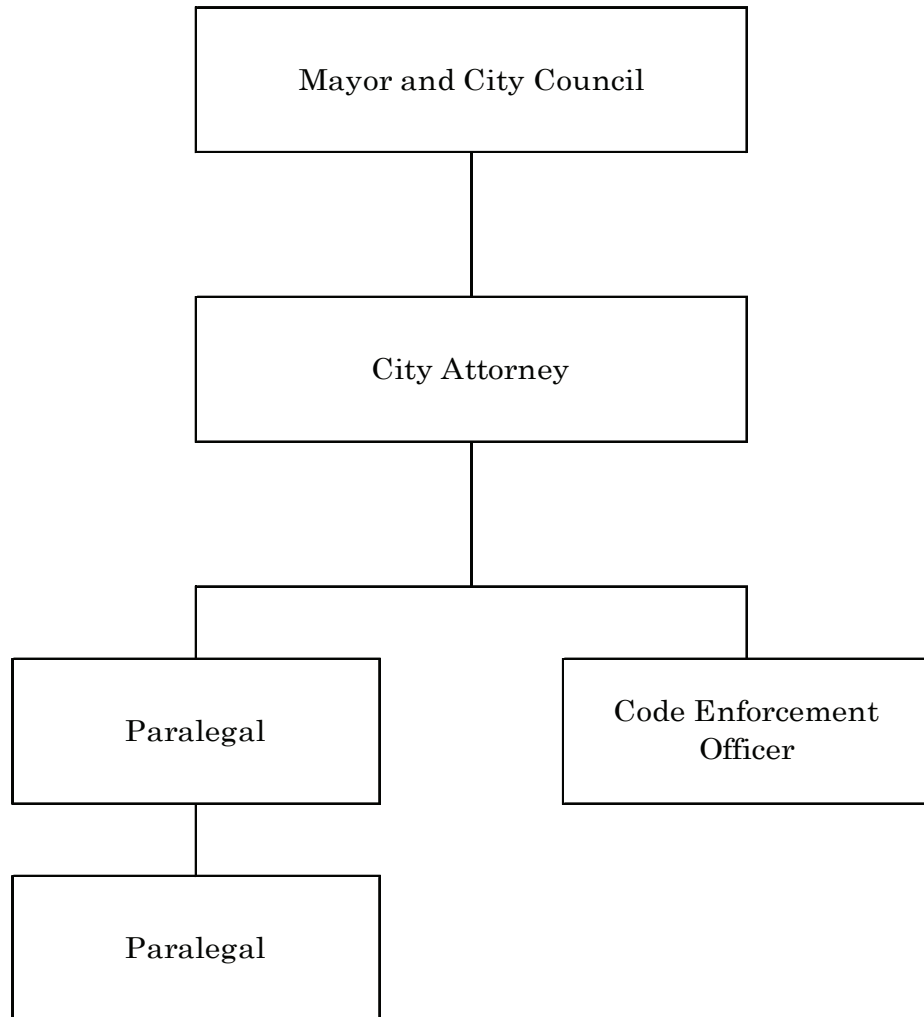 Mayor and City Council
City Attorney
Paralegal
Code Enforcement
Officer
Paralegal